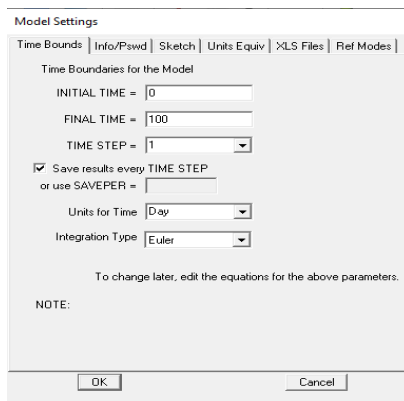 Model Settings
Time Bounds Info/Pswd Sketch Units Equiv XLS Files Ref Modes
Time Boundaries for the Model
INITIAL TIME = 0
FINAL TIME = 100
TIME STEP = 1
Save results every TIME STEP
or use SAVEPER =
Units for Time Day
Integration Type Euler
To change later, edit the equations for the above parameters.
NOTE:
OK Cancel